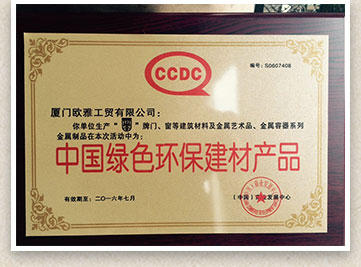 CCDC
编号:S0607408
厦门欧雅工贸有限公司:
你单位生产“ ”牌门、窗等建筑材料及金属艺术品、金属容器系列
金属制品在本次活动中为:
中国绿色环保建材产品
有效期至:二〇一六年七月
(中国) 发展中心